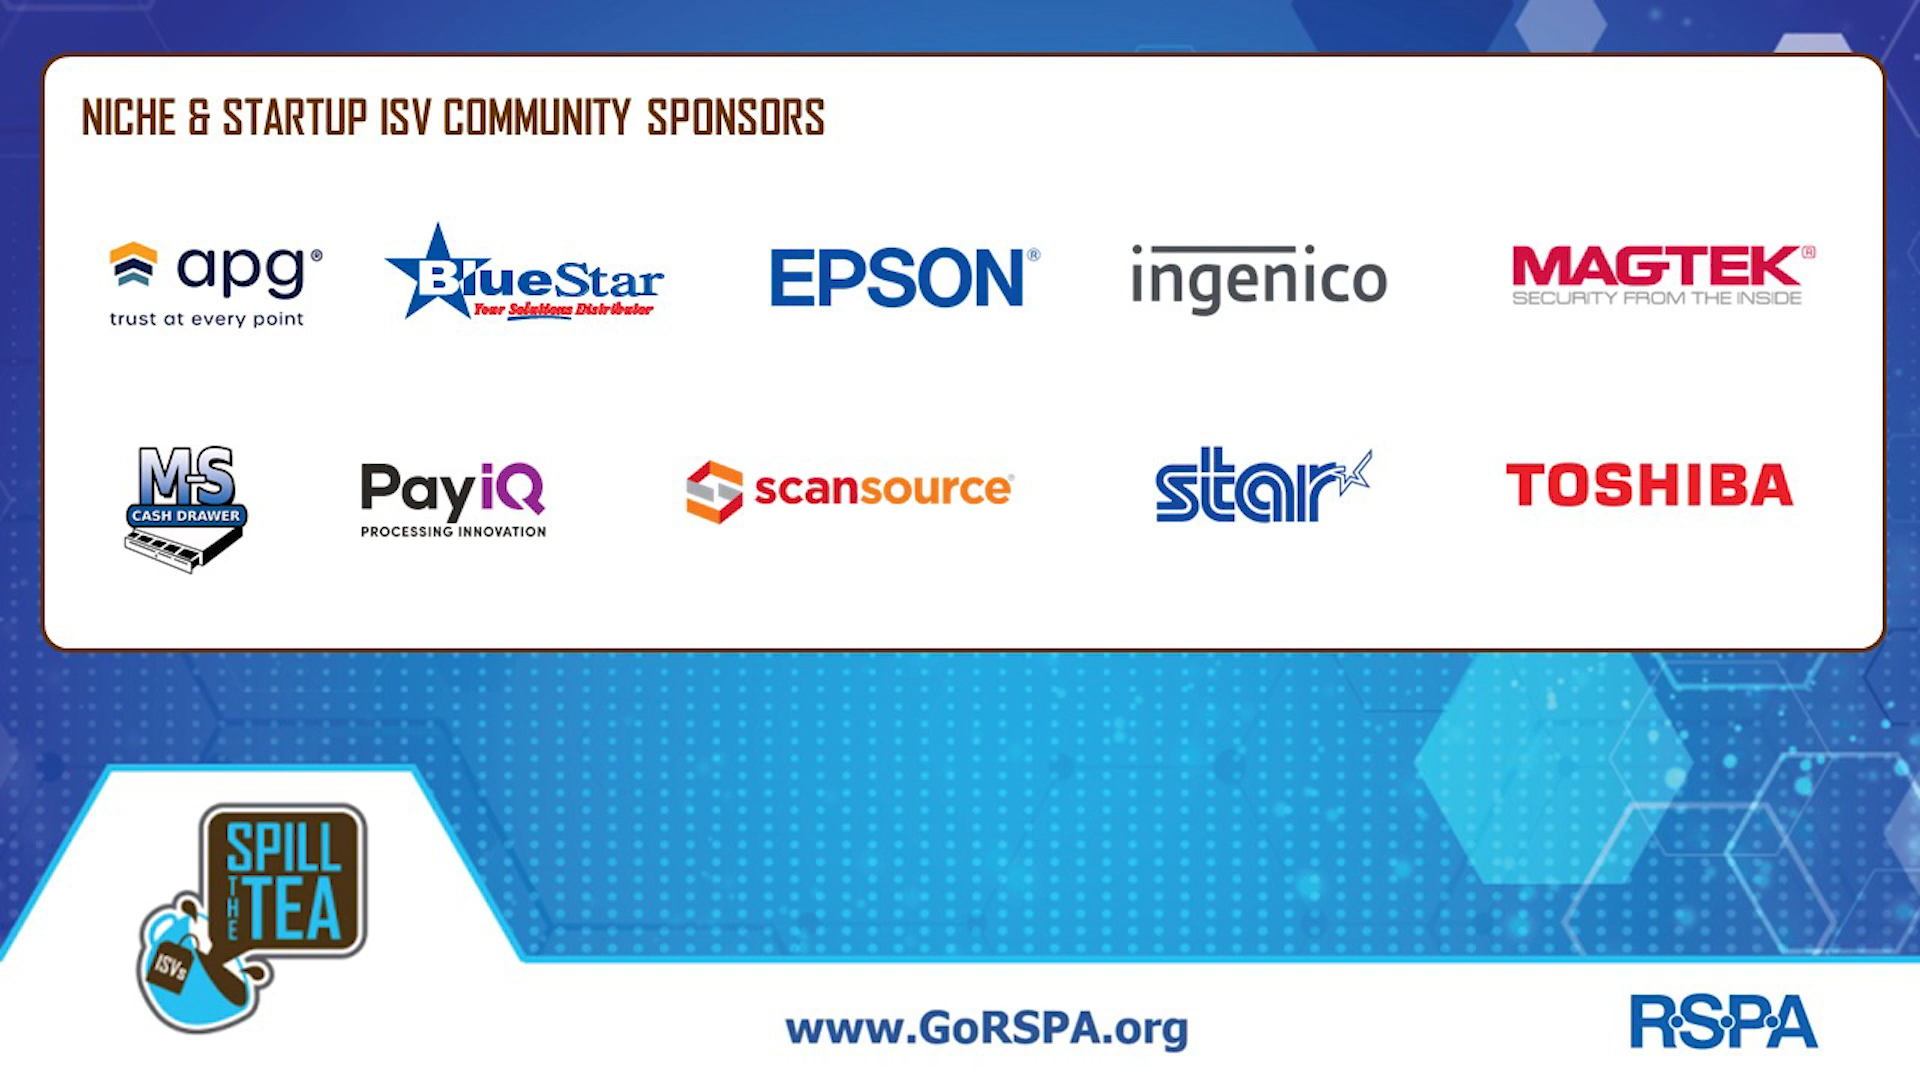 NICHE & STARTUP ISV COMMUNITY SPONSORS
apg®
trust at every point
BlueStar
Your Solutions Distributor
EPSON®
ingenico
MAGTEK®
SECURITY FROM THE INSIDE
M-S
CASH DRAWER
PayiQ
PROCESSING INNOVATION
scansource
star
TOSHIBA
SPILL
THE
TEA
ISVs
www.GoRSPA.org
R·S·P·A